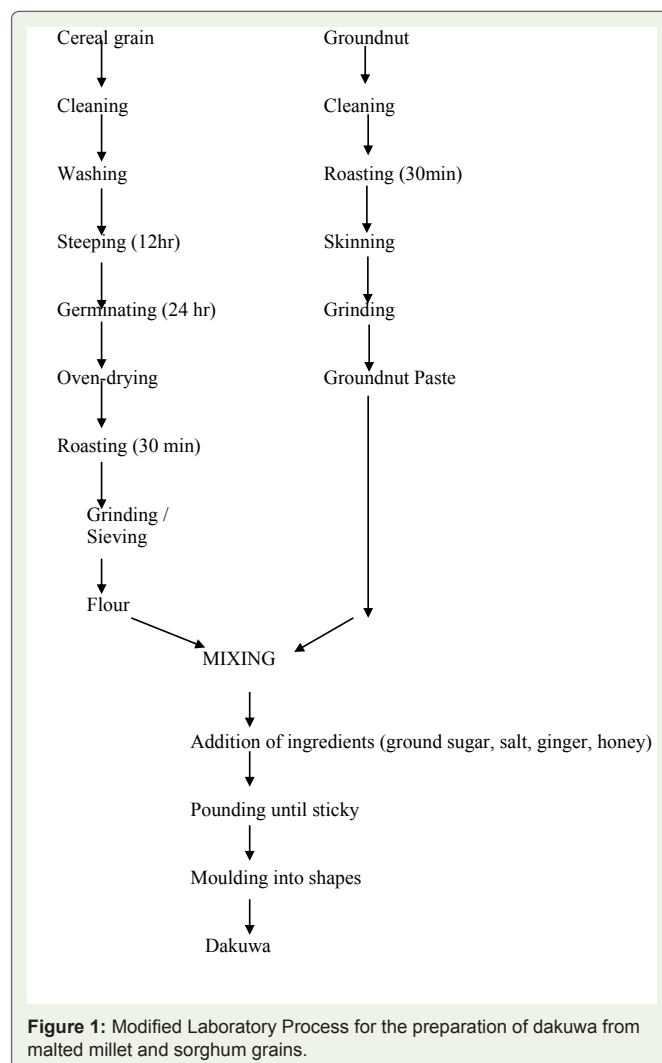 Cereal grain
Cleaning
Washing
Steeping (12hr)
Germinating (24 hr)
Oven-drying
Roasting (30 min)
Grinding /
Sieving
Flour
Groundnut
Cleaning
Roasting (30min)
Skinning
Grinding
Groundnut Paste
MIXING
Addition of ingredients (ground sugar, salt, ginger, honey)
Pounding until sticky
Moulding into shapes
Dakuwa
Figure 1: Modified Laboratory Process for the preparation of dakuwa from
malted millet and sorghum grains.